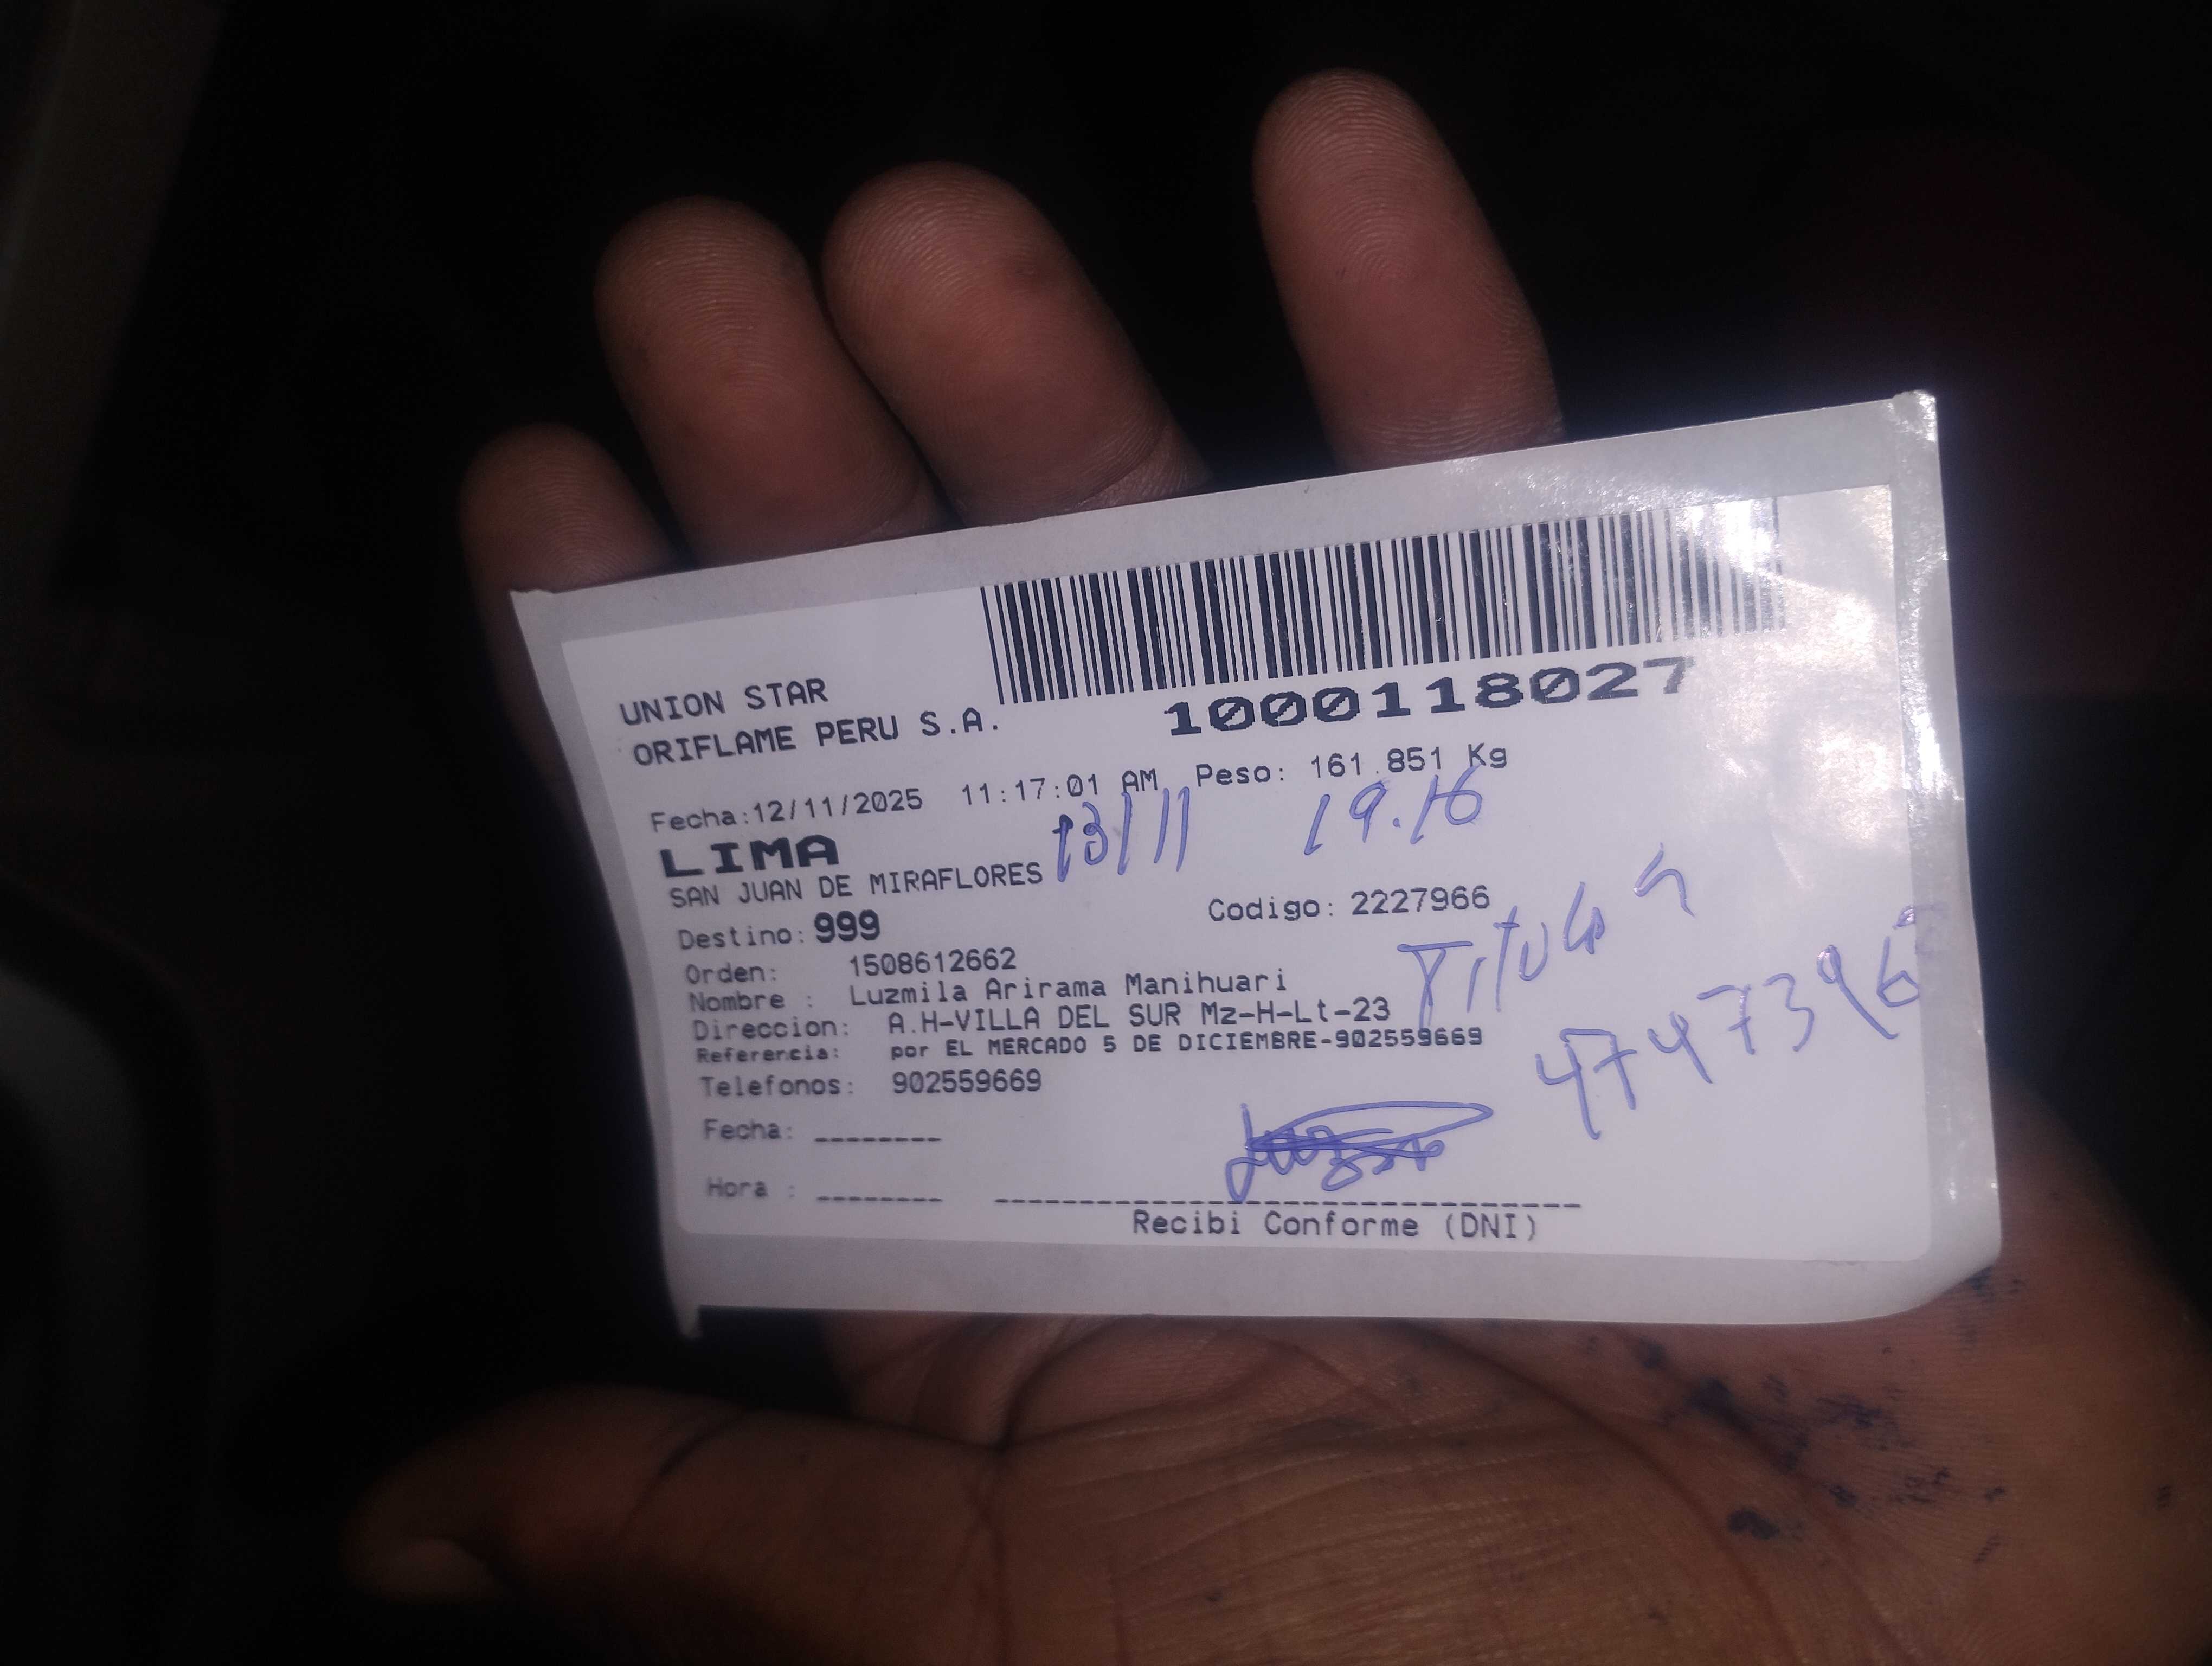 1000118027
UNION STAR
ORIFLAME PERU S.A.
Fecha:12/11/2025 11:17:01 AM Peso: 161.851 Kg
LIMA
13/11 19.16
SAN JUAN DE MIRAFLORES
Destino: 999 Codigo: 2227966
Orden: 1508612662
Nombre : Luzmila Arirama Manihuari
Direccion: A.H-VILLA DEL SUR Mz-H-Lt-23
Referencia: por EL MERCADO 5 DE DICIEMBRE-902559669
Telefonos: 902559669
Fecha: --------
Hora : --------
Recibi Conforme (DNI)